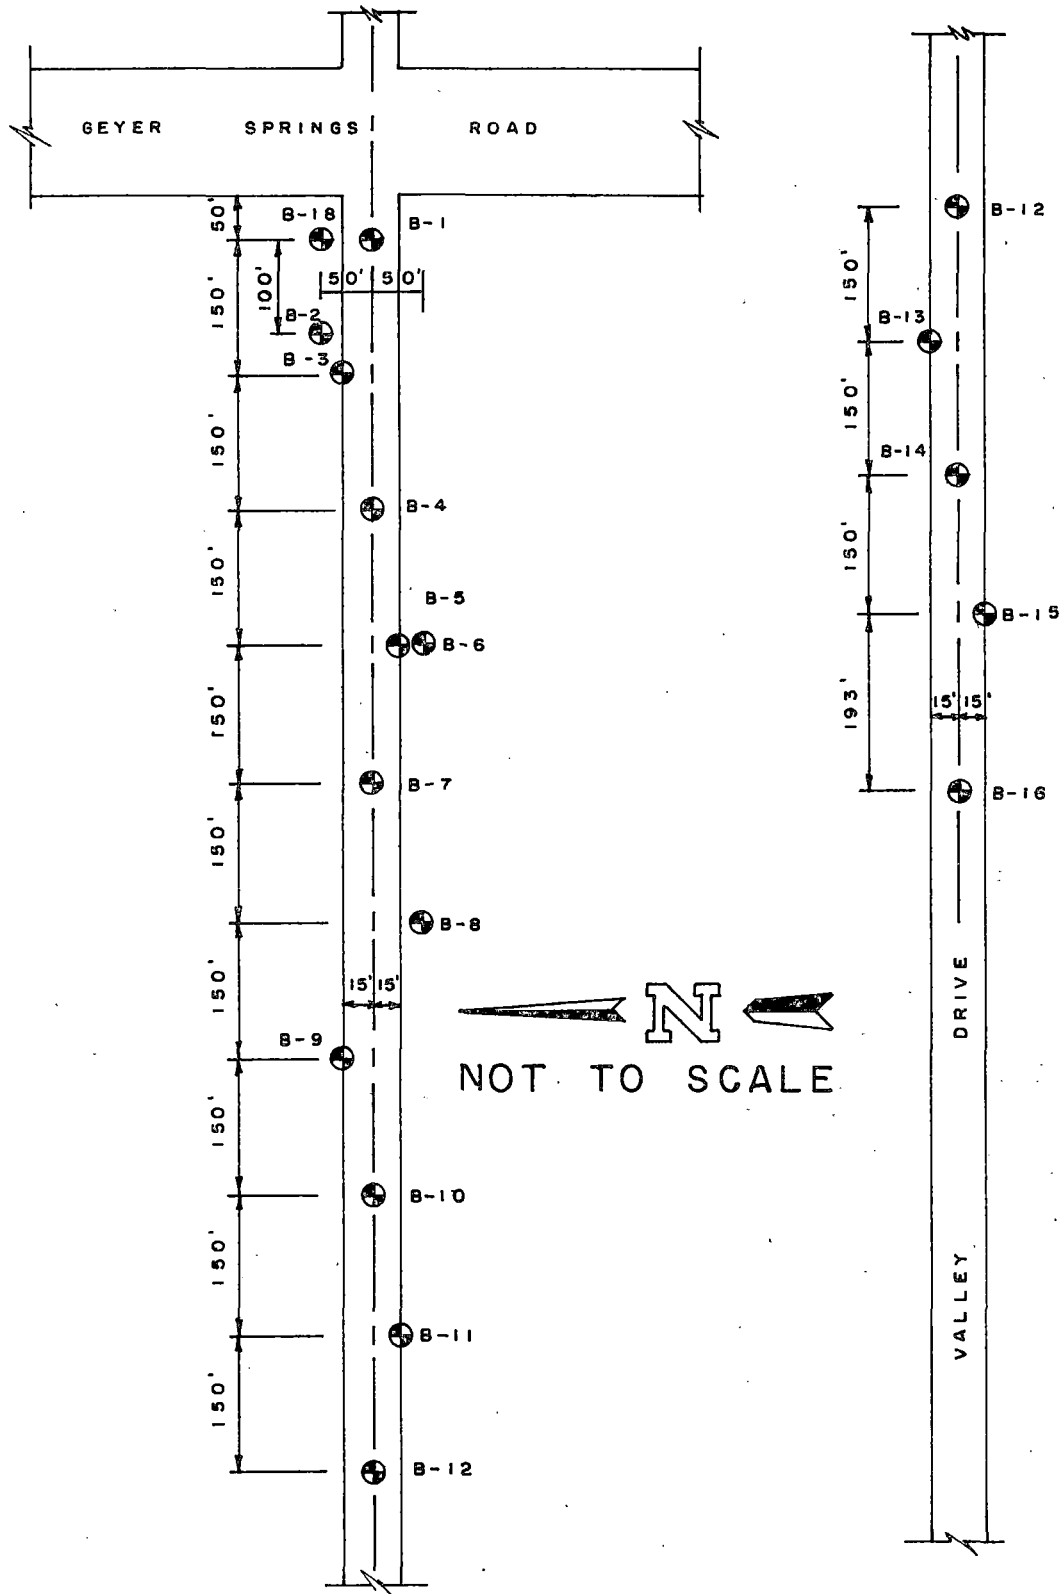 GEYER SPRINGS ROAD
50'
B-18
B-1
150'
100'
50' 50'
B-2
B-3
150'
B-4
150'
B-5
B-6
150'
B-7
150'
B-8
150'
15' 15'
B-9
150'
B-10
150'
B-11
150'
B-12
N
NOT TO SCALE
B-12
150'
B-13
150'
B-14
150'
B-15
193'
15' 15'
B-16
VALLEY DRIVE